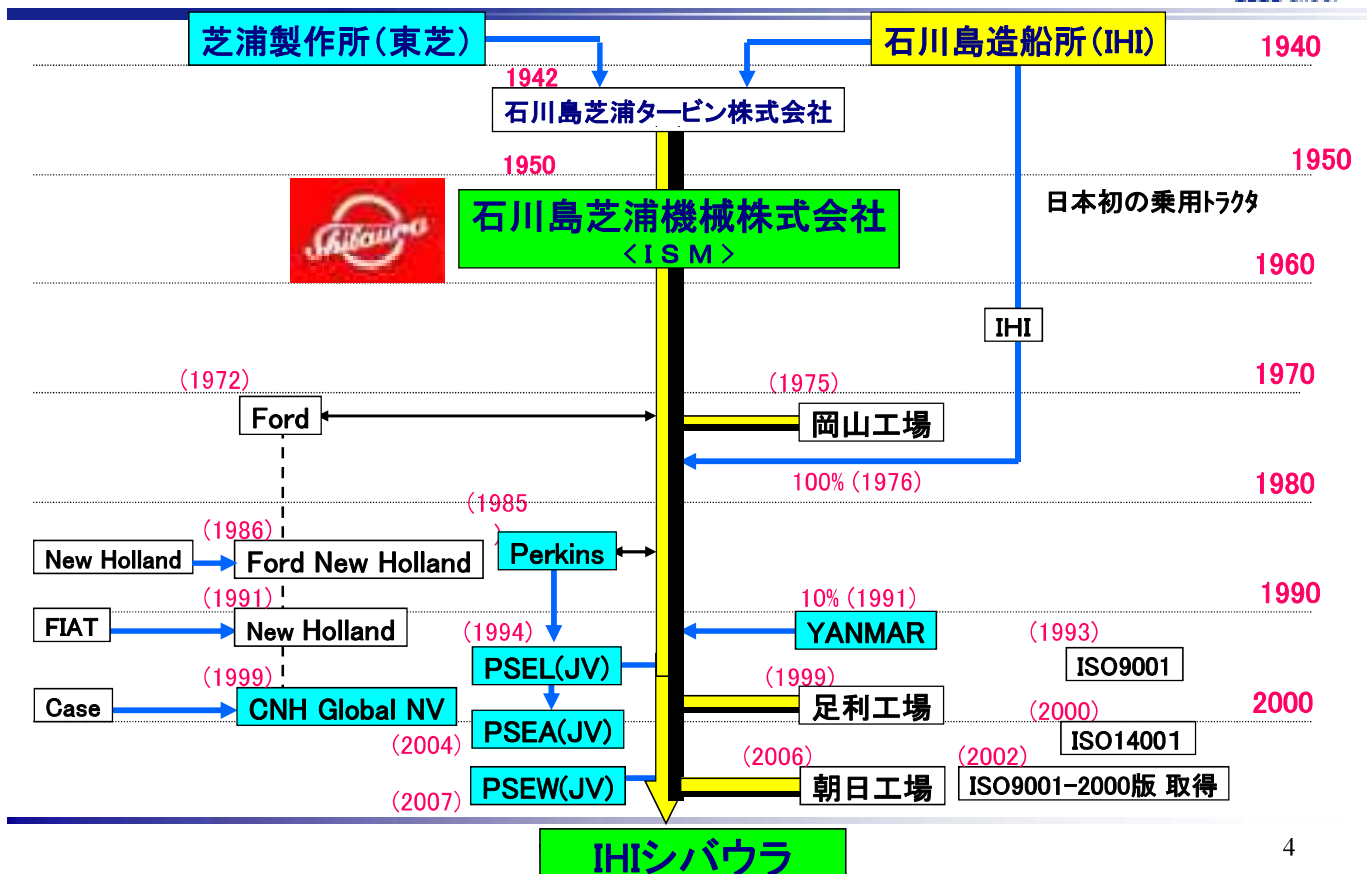 芝浦製作所(東芝)
石川島造船所(IHI)
1940
1942
石川島芝浦タービン株式会社
1950
1950
Shibaura
石川島芝浦機械株式会社
<ISM>
日本初の乗用トラクタ
1960
IHI
1970
(1972)
(1975)
Ford
岡山工場
100% (1976)
1980
(1985
)
(1986)
Perkins
New Holland
Ford New Holland
1990
(1991)
10% (1991)
FIAT
New Holland
(1994)
YANMAR
(1993)
PSEL(JV)
ISO9001
(1999)
(1999)
Case
CNH Global NV
足利工場
2000
(2000)
PSEA(JV)
(2004)
ISO14001
(2006)
(2002)
PSEW(JV)
(2007)
朝日工場
ISO9001-2000版 取得
IHIシバウラ
4